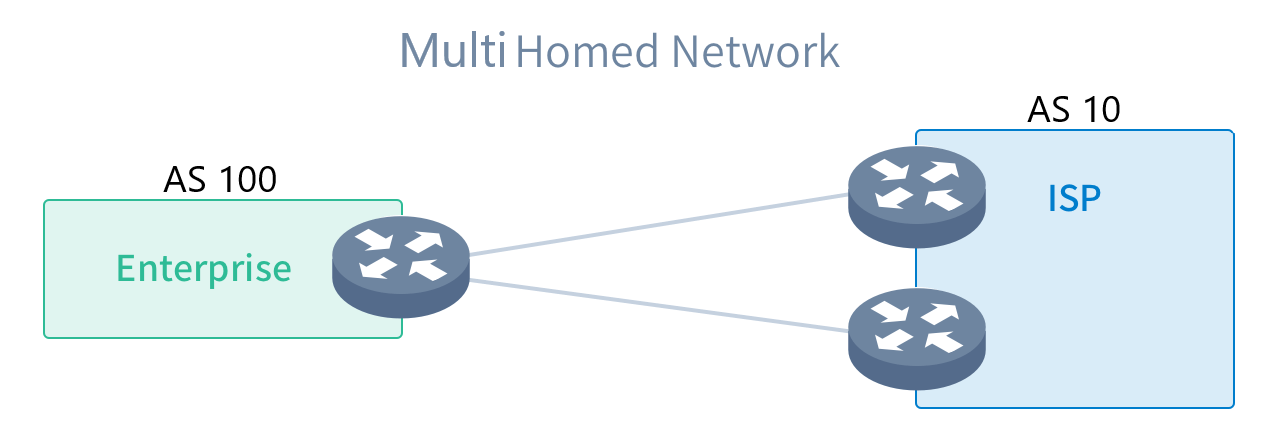 Multi Homed Network
AS 10
AS 100
ISP
Enterprise